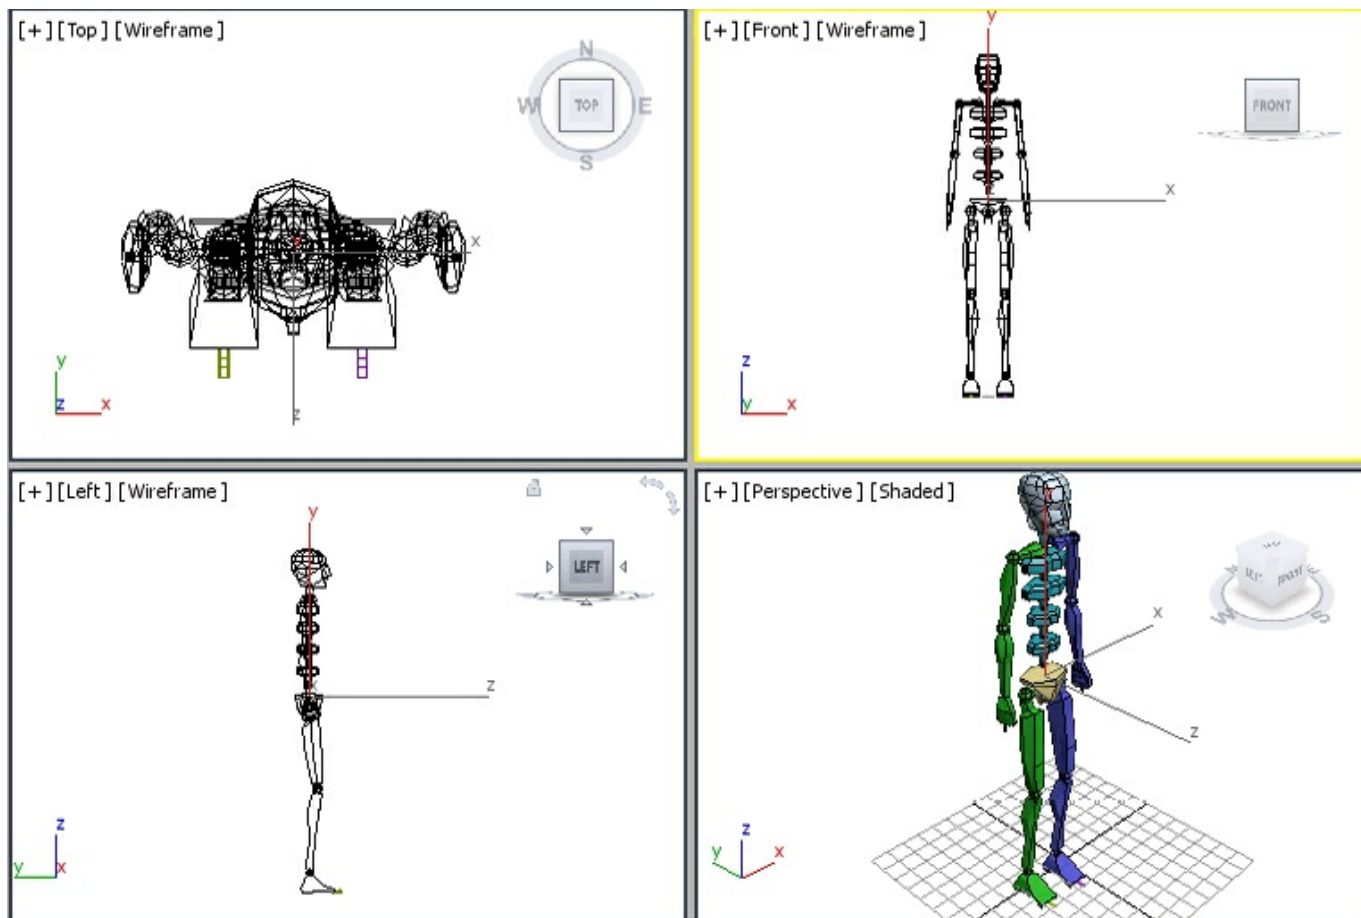 [+][Top][Wireframe]
N
W TOP E
S
x
z
y
z x
[+][Front][Wireframe]
y
FRONT
x
z
y x
[+][Left][Wireframe]
y
LEFT
z
z
y x
[+][Perspective][Shaded]
W S
x
z
z
y x